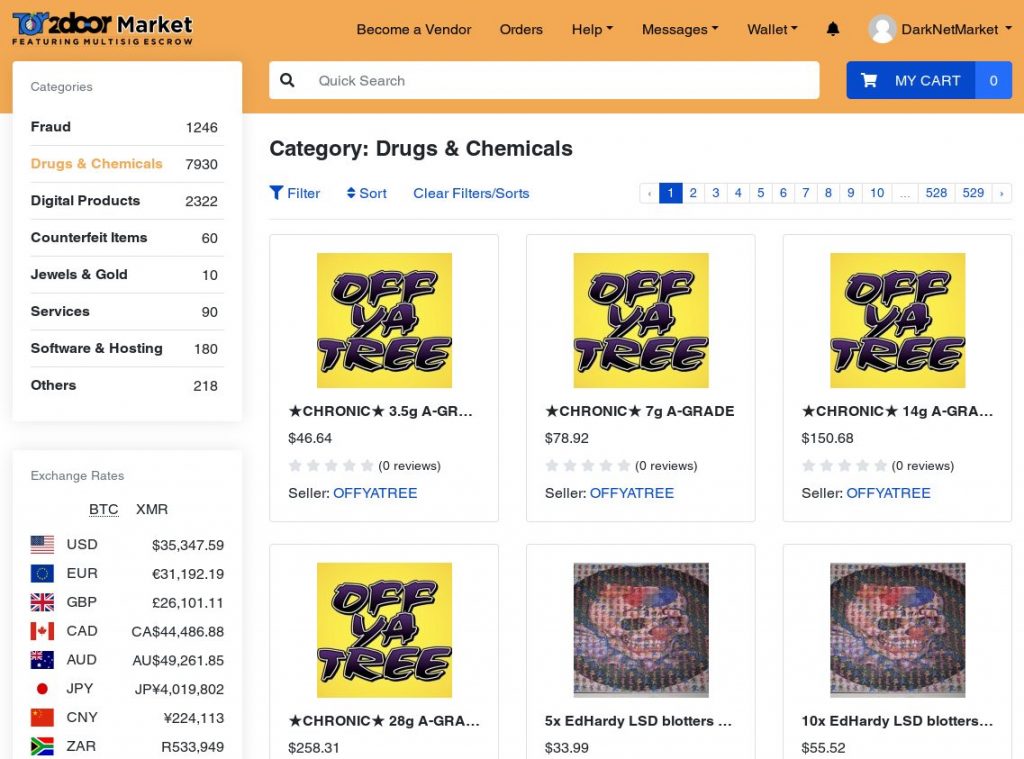 Tor2door Market
FEATURING MULTISIG ESCROW
Become a Vendor Orders Help Messages Wallet DarkNetMarket
Quick Search
MY CART 0
Categories
Fraud 1246
Drugs & Chemicals 7930
Digital Products 2322
Counterfeit Items 60
Jewels & Gold 10
Services 90
Software & Hosting 180
Others 218
Exchange Rates
BTC XMR
USD $35,347.59
EUR €31,192.19
GBP £26,101.11
CAD CA$44,486.88
AUD AU$49,261.85
JPY JP¥4,019,802
CNY ¥224,113
ZAR R533,949
Category: Drugs & Chemicals
Filter Sort Clear Filters/Sorts
‹ 1 2 3 4 5 6 7 8 9 10 ... 528 529 ›
OFF
YA
TREE
★CHRONIC★ 3.5g A-GR...
$46.64
(0 reviews)
Seller: OFFYATREE
OFF
YA
TREE
★CHRONIC★ 7g A-GRADE
$78.92
(0 reviews)
Seller: OFFYATREE
OFF
YA
TREE
★CHRONIC★ 14g A-GRA...
$150.68
(0 reviews)
Seller: OFFYATREE
OFF
YA
TREE
★CHRONIC★ 28g A-GRA...
$258.31
5x EdHardy LSD blotters ...
$33.99
10x EdHardy LSD blotters...
$55.52